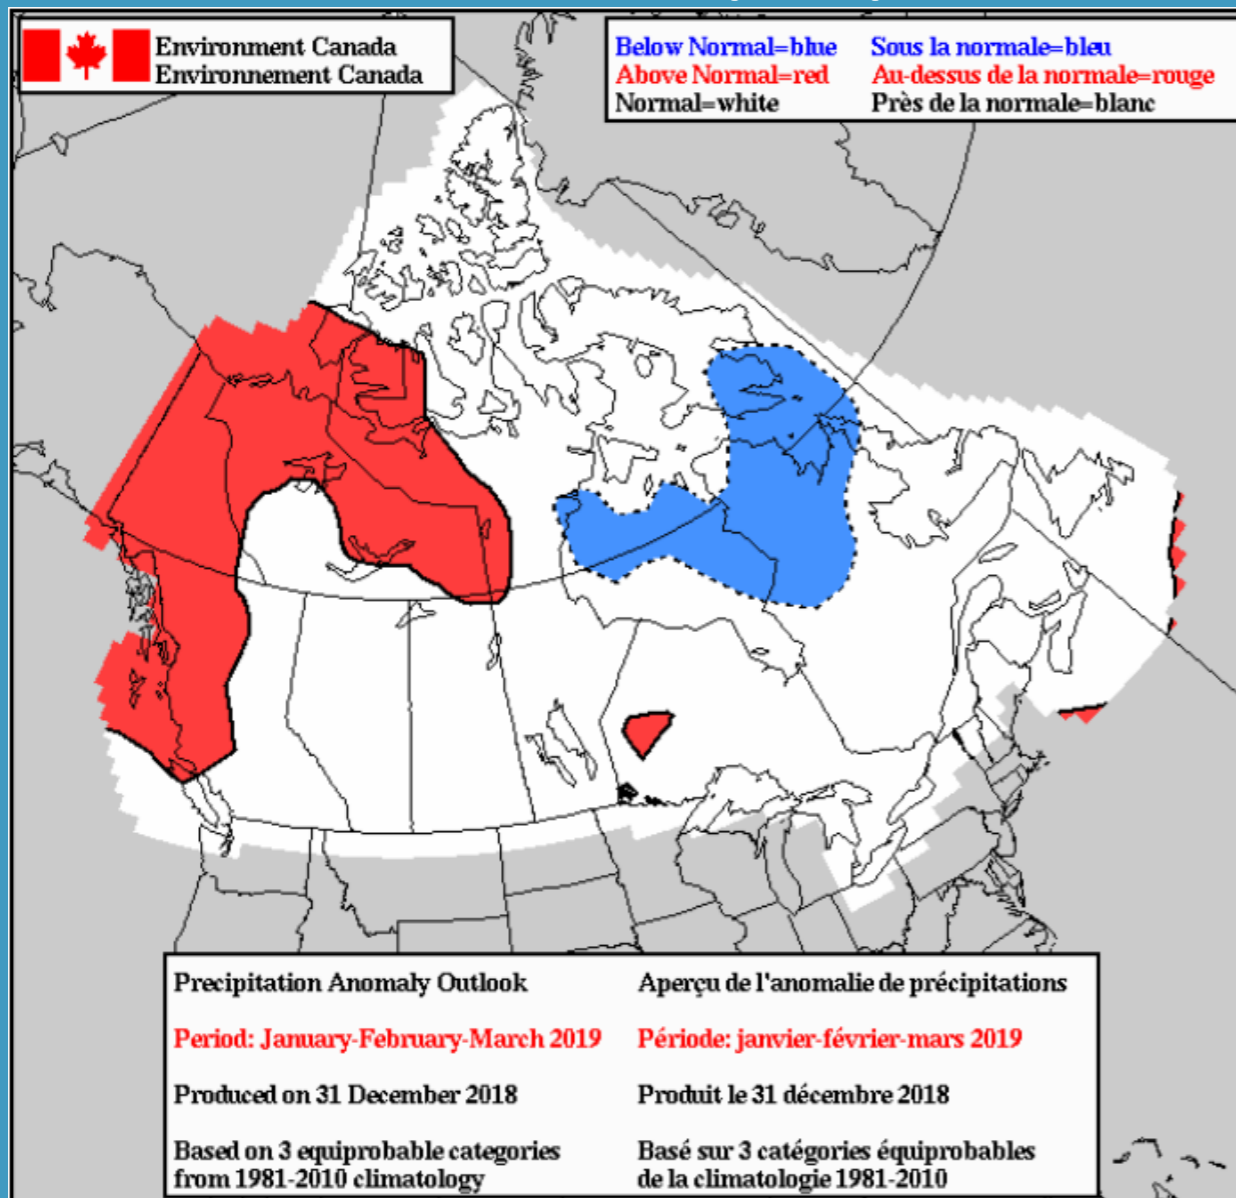 Environment Canada
Environnement Canada
Below Normal=blue
Above Normal=red
Normal=white
Sous la normale=bleu
Au-dessus de la normale=rouge
Près de la normale=blanc
Precipitation Anomaly Outlook
Period: January-February-March 2019
Produced on 31 December 2018
Based on 3 equiprobable categories
from 1981-2010 climatology
Aperçu de l'anomalie de précipitations
Période: janvier-février-mars 2019
Produit le 31 décembre 2018
Basé sur 3 catégories équiprobables
de la climatologie 1981-2010